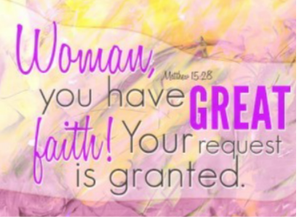 Woman,
Matthew 15:28
you have GREAT
faith! Your request
is granted.